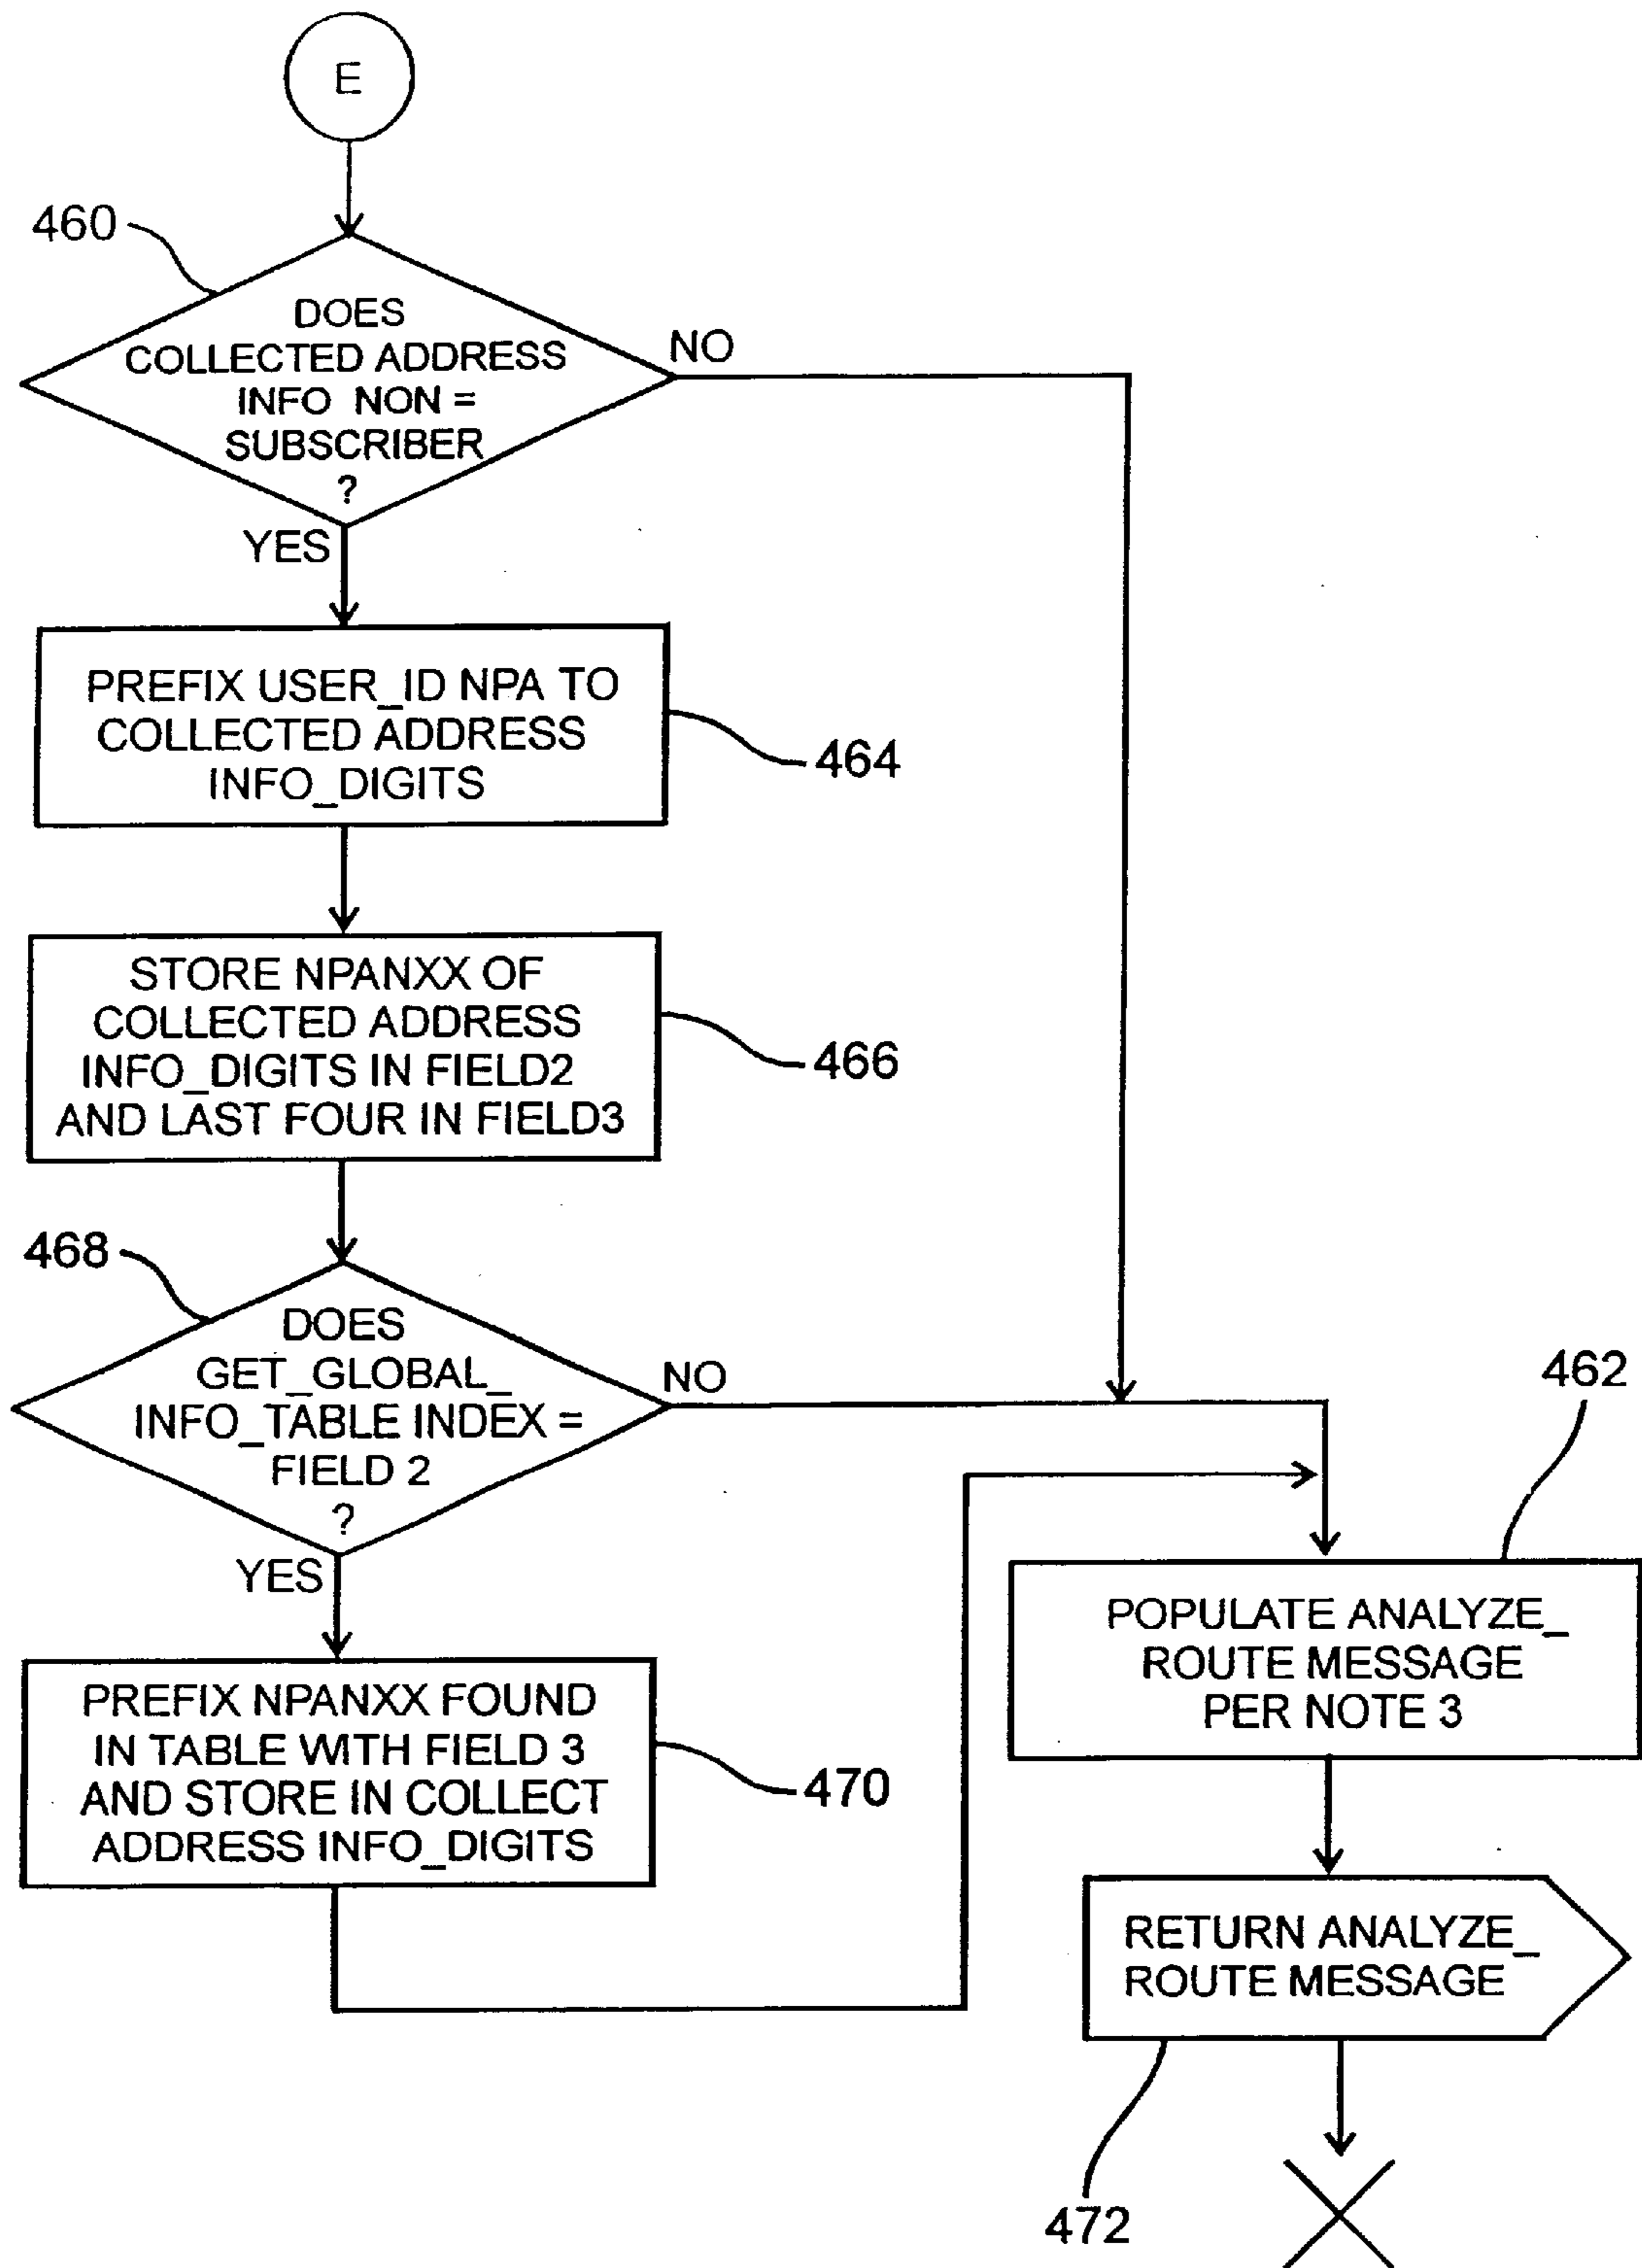 E
460
DOES
COLLECTED ADDRESS
INFO NON =
SUBSCRIBER
?
NO
YES
PREFIX USER_ID NPA TO
COLLECTED ADDRESS
INFO_DIGITS
464
STORE NPANXX OF
COLLECTED ADDRESS
INFO_DIGITS IN FIELD2
AND LAST FOUR IN FIELD3
466
468
DOES
GET_GLOBAL_
INFO_TABLE INDEX =
FIELD 2
?
NO
YES
PREFIX NPANXX FOUND
IN TABLE WITH FIELD 3
AND STORE IN COLLECT
ADDRESS INFO_DIGITS
470
462
POPULATE ANALYZE_
ROUTE MESSAGE
PER NOTE 3
RETURN ANALYZE_
ROUTE MESSAGE
472